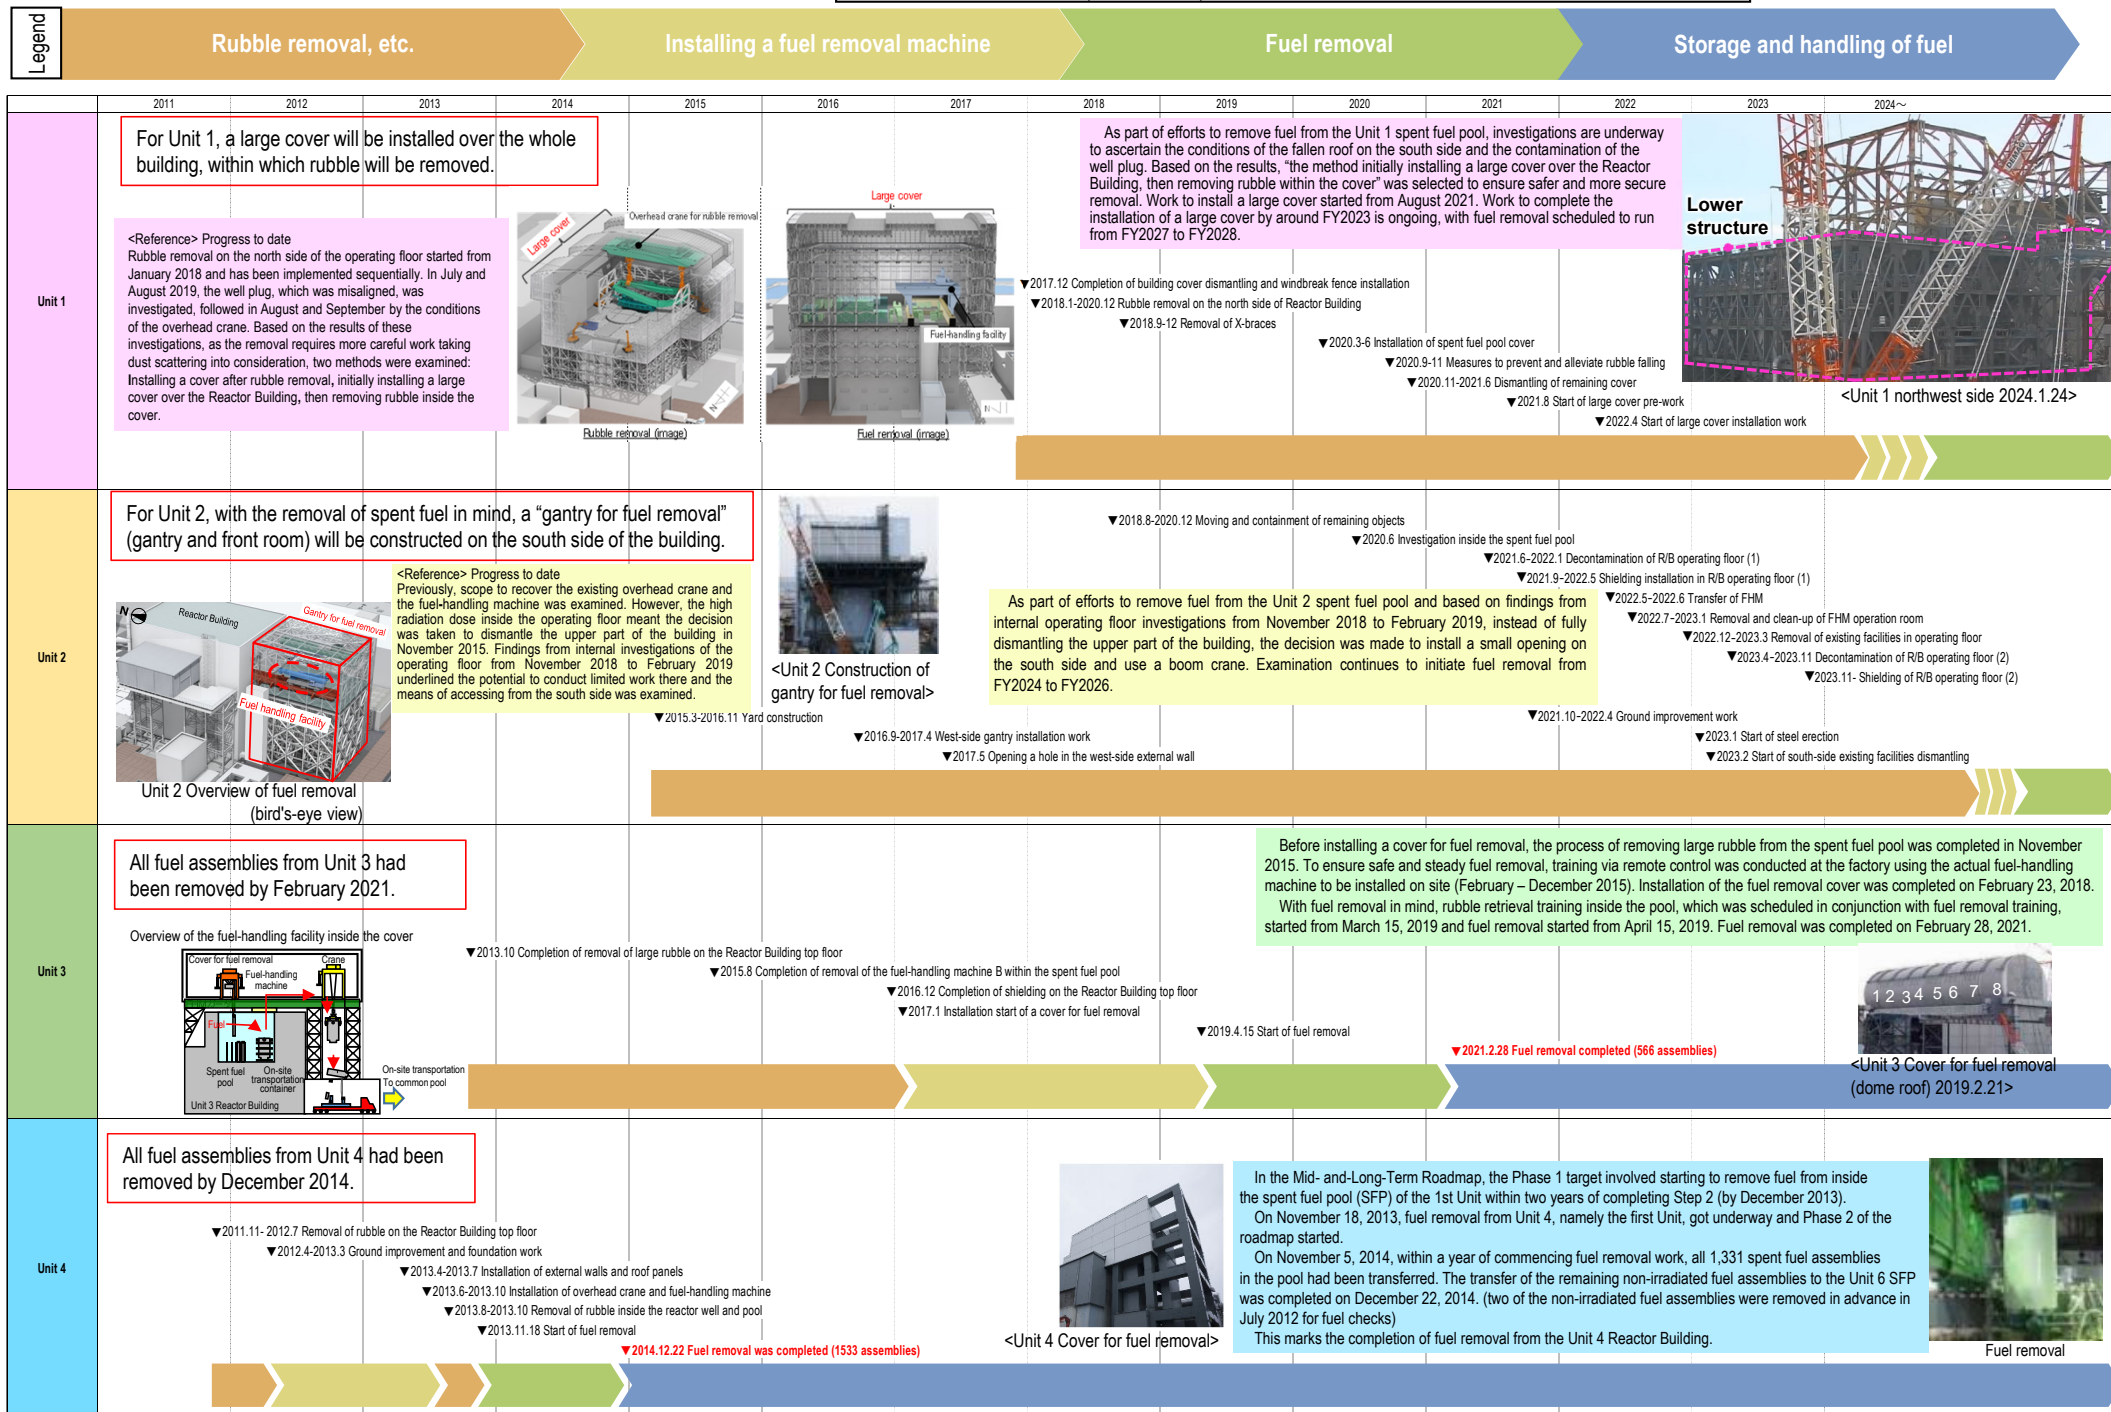 Legend
Rubble removal, etc.
Installing a fuel removal machine
Fuel removal
Storage and handling of fuel
2011
2012
2013
2014
2015
2016
2017
2018
2019
2020
2021
2022
2023
2024～
Unit 1
For Unit 1, a large cover will be installed over the whole
building, within which rubble will be removed.
<Reference> Progress to date
Rubble removal on the north side of the operating floor started from
January 2018 and has been implemented sequentially. In July and
August 2019, the well plug, which was misaligned, was
investigated, followed in August and September by the conditions
of the overhead crane. Based on the results of these
investigations, as the removal requires more careful work taking
dust scattering into consideration, two methods were examined:
Installing a cover after rubble removal, initially installing a large
cover over the Reactor Building, then removing rubble inside the
cover.
Large cover
Overhead crane for rubble removal
N
Rubble removal (image)
Large cover
Fuel-handling facility
N
Fuel removal (image)
As part of efforts to remove fuel from the Unit 1 spent fuel pool, investigations are underway
to ascertain the conditions of the fallen roof on the south side and the contamination of the
well plug. Based on the results, “the method initially installing a large cover over the Reactor
Building, then removing rubble within the cover” was selected to ensure safer and more secure
removal. Work to install a large cover started from August 2021. Work to complete the
installation of a large cover by around FY2023 is ongoing, with fuel removal scheduled to run
from FY2027 to FY2028.
Lower
structure
<Unit 1 northwest side 2024.1.24>
▼2017.12 Completion of building cover dismantling and windbreak fence installation
▼2018.1-2020.12 Rubble removal on the north side of Reactor Building
▼2018.9-12 Removal of X-braces
▼2020.3-6 Installation of spent fuel pool cover
▼2020.9-11 Measures to prevent and alleviate rubble falling
▼2020.11-2021.6 Dismantling of remaining cover
▼2021.8 Start of large cover pre-work
▼2022.4 Start of large cover installation work
Unit 2
For Unit 2, with the removal of spent fuel in mind, a “gantry for fuel removal”
(gantry and front room) will be constructed on the south side of the building.
<Reference> Progress to date
Previously, scope to recover the existing overhead crane and
the fuel-handling machine was examined. However, the high
radiation dose inside the operating floor meant the decision
was taken to dismantle the upper part of the building in
November 2015. Findings from internal investigations of the
operating floor from November 2018 to February 2019
underlined the potential to conduct limited work there and the
means of accessing from the south side was examined.
N
Reactor Building
Gantry for fuel removal
Fuel handling facility
Unit 2 Overview of fuel removal
(bird's-eye view)
<Unit 2 Construction of
gantry for fuel removal>
As part of efforts to remove fuel from the Unit 2 spent fuel pool and based on findings from
internal operating floor investigations from November 2018 to February 2019, instead of fully
dismantling the upper part of the building, the decision was made to install a small opening on
the south side and use a boom crane. Examination continues to initiate fuel removal from
FY2024 to FY2026.
▼2018.8-2020.12 Moving and containment of remaining objects
▼2020.6 Investigation inside the spent fuel pool
▼2021.6-2022.1 Decontamination of R/B operating floor (1)
▼2021.9-2022.5 Shielding installation in R/B operating floor (1)
▼2022.5-2022.6 Transfer of FHM
▼2022.7-2023.1 Removal and clean-up of FHM operation room
▼2022.12-2023.3 Removal of existing facilities in operating floor
▼2023.4-2023.11 Decontamination of R/B operating floor (2)
▼2023.11- Shielding of R/B operating floor (2)
▼2015.3-2016.11 Yard construction
▼2016.9-2017.4 West-side gantry installation work
▼2017.5 Opening a hole in the west-side external wall
▼2021.10-2022.4 Ground improvement work
▼2023.1 Start of steel erection
▼2023.2 Start of south-side existing facilities dismantling
Unit 3
All fuel assemblies from Unit 3 had
been removed by February 2021.
Overview of the fuel-handling facility inside the cover
Cover for fuel removal
Crane
Fuel-handling
machine
Fuel
Spent fuel
pool
On-site
transportation
container
Unit 3 Reactor Building
On-site transportation
To common pool
Before installing a cover for fuel removal, the process of removing large rubble from the spent fuel pool was completed in November
2015. To ensure safe and steady fuel removal, training via remote control was conducted at the factory using the actual fuel-handling
machine to be installed on site (February – December 2015). Installation of the fuel removal cover was completed on February 23, 2018.
With fuel removal in mind, rubble retrieval training inside the pool, which was scheduled in conjunction with fuel removal training,
started from March 15, 2019 and fuel removal started from April 15, 2019. Fuel removal was completed on February 28, 2021.
▼2013.10 Completion of removal of large rubble on the Reactor Building top floor
▼2015.8 Completion of removal of the fuel-handling machine B within the spent fuel pool
▼2016.12 Completion of shielding on the Reactor Building top floor
▼2017.1 Installation start of a cover for fuel removal
▼2019.4.15 Start of fuel removal
▼2021.2.28 Fuel removal completed (566 assemblies)
1 2 3 4 5 6 7 8
<Unit 3 Cover for fuel removal
(dome roof) 2019.2.21>
Unit 4
All fuel assemblies from Unit 4 had been
removed by December 2014.
▼2011.11- 2012.7 Removal of rubble on the Reactor Building top floor
▼2012.4-2013.3 Ground improvement and foundation work
▼2013.4-2013.7 Installation of external walls and roof panels
▼2013.6-2013.10 Installation of overhead crane and fuel-handling machine
▼2013.8-2013.10 Removal of rubble inside the reactor well and pool
▼2013.11.18 Start of fuel removal
▼2014.12.22 Fuel removal was completed (1533 assemblies)
<Unit 4 Cover for fuel removal>
In the Mid- and-Long-Term Roadmap, the Phase 1 target involved starting to remove fuel from inside
the spent fuel pool (SFP) of the 1st Unit within two years of completing Step 2 (by December 2013).
On November 18, 2013, fuel removal from Unit 4, namely the first Unit, got underway and Phase 2 of the
roadmap started.
On November 5, 2014, within a year of commencing fuel removal work, all 1,331 spent fuel assemblies
in the pool had been transferred. The transfer of the remaining non-irradiated fuel assemblies to the Unit 6 SFP
was completed on December 22, 2014. (two of the non-irradiated fuel assemblies were removed in advance in
July 2012 for fuel checks)
This marks the completion of fuel removal from the Unit 4 Reactor Building.
Fuel removal